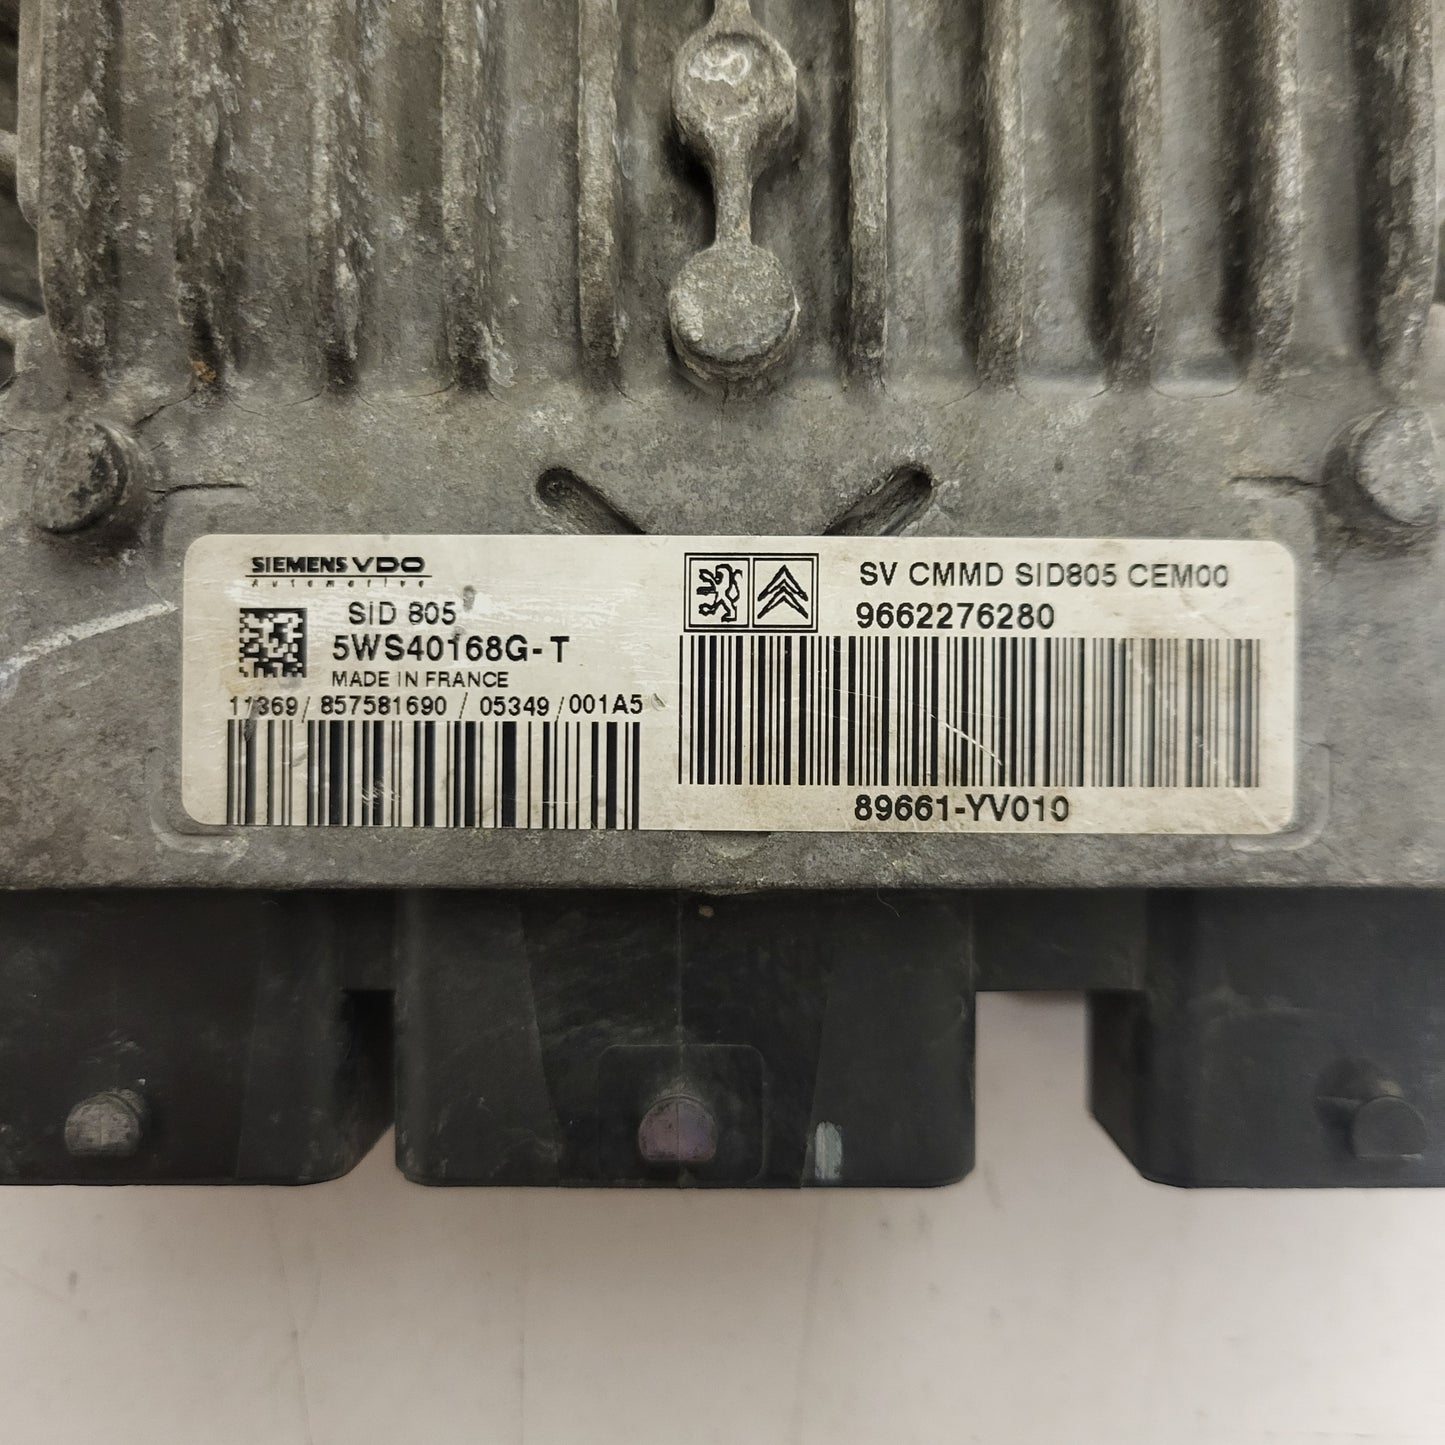 SIEMENS VDO
Automotive
SID 805
5WS40168G-T
MADE IN FRANCE
11369 / 857581690 / 05349 / 001A5
SV CMMD SID805 CEM00
9662276280
89661-YV010